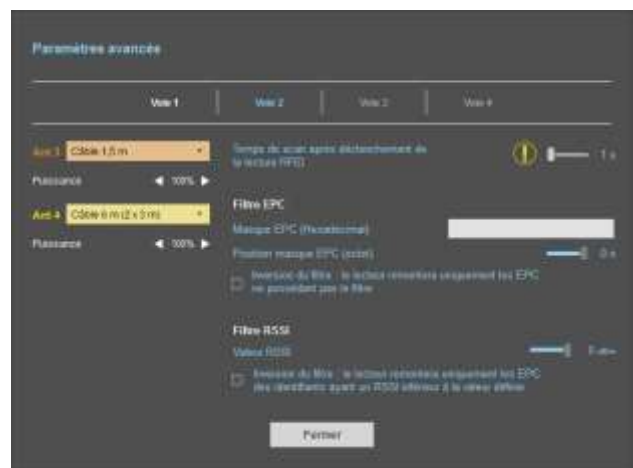 Paramètres avancée
Voie 1
Voie 2
Voie 3
Voie 4
Ant 3 Câble 1,5 m
Puissance 100%
Ant 4 Câble 6 m (2 x 3 m)
Puissance 100%
Temps de scan après déclenchement de
la lecture RFID
1 s
Filtre EPC
Masque EPC (Hexadécimal)
Position masque EPC (octet)
Inversion du filtre : le lecteur remontera uniquement les EPC
ne possédant pas le filtre
Filtre RSSI
Valeur RSSI
Inversion du filtre : le lecteur remontera uniquement les EPC
des identifiants ayant un RSSI inférieur à la valeur définie
Fermer